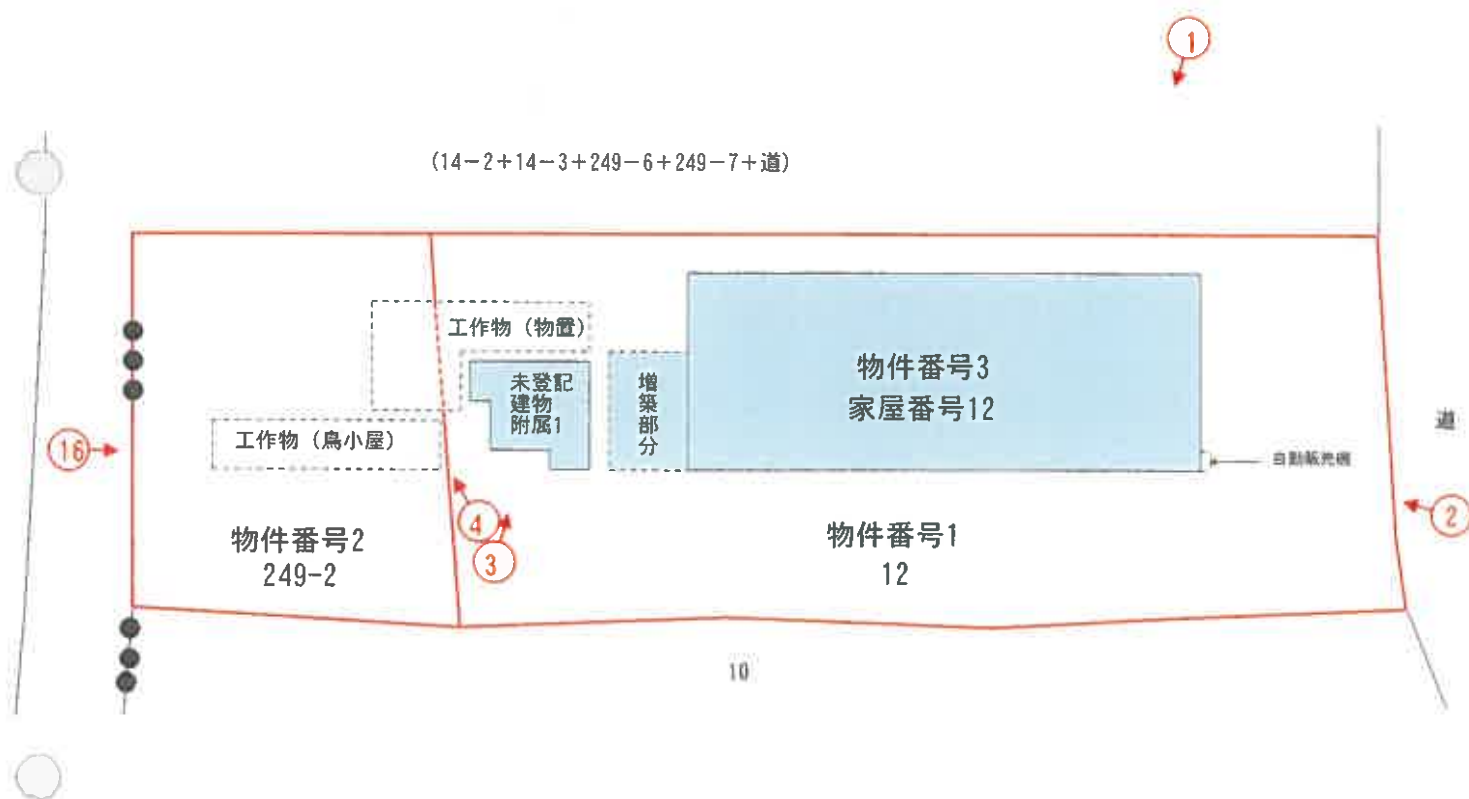 1
(14-2+14-3+249-6+249-7+道)
工作物（物置）
未登記
建物
附属1
増築部分
物件番号3
家屋番号12
道
工作物（鳥小屋）
16
自動販売機
4
3
2
物件番号2
249-2
物件番号1
12
10